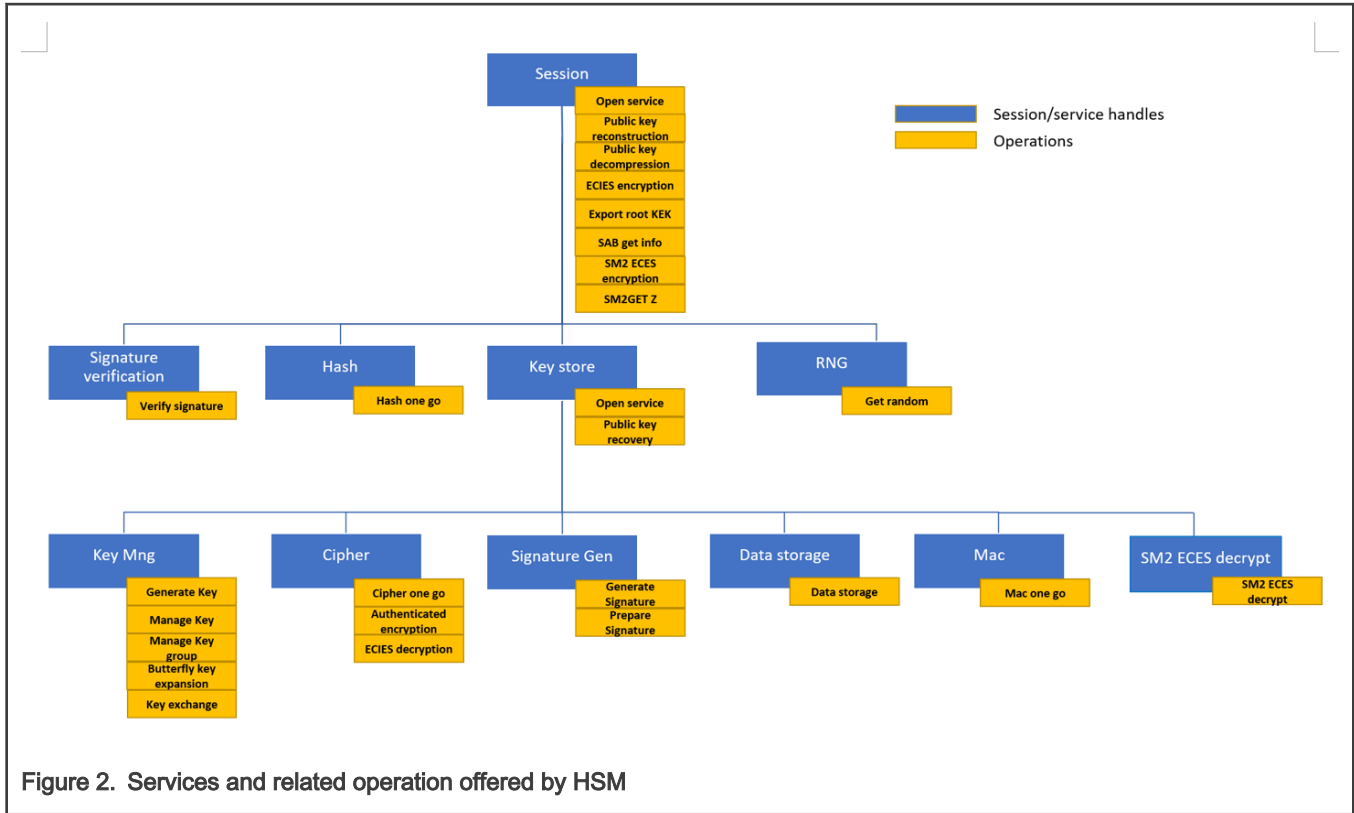 Session
Open service
Public key
reconstruction
Public key
decompression
ECIES encryption
Export root KEK
SAB get info
SM2 ECES
encryption
SM2GET Z
Session/service handles
Operations
Signature
verification
Verify signature
Hash
Hash one go
Key store
Open service
Public key
recovery
RNG
Get random
Key Mng
Generate Key
Manage Key
Manage Key
group
Butterfly key
expansion
Key exchange
Cipher
Cipher one go
Authenticated
encryption
ECIES decryption
Signature Gen
Generate
Signature
Prepare
Signature
Data storage
Data storage
Mac
Mac one go
SM2 ECES decrypt
SM2 ECES
decrypt
Figure 2. Services and related operation offered by HSM